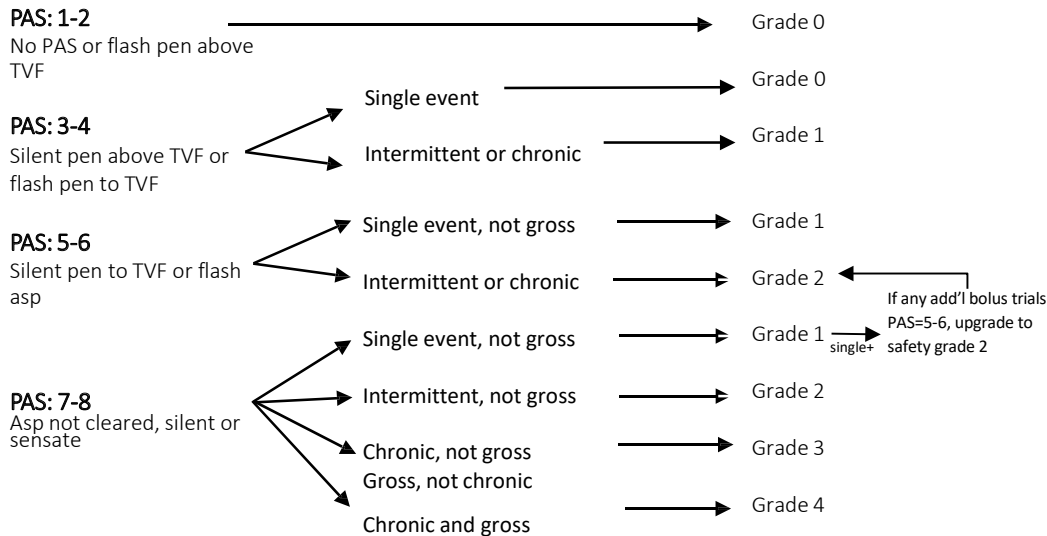 PAS: 1-2
No PAS or flash pen above
TVF
Grade 0
Single event
Grade 0
PAS: 3-4
Silent pen above TVF or
flash pen to TVF
Intermittent or chronic
Grade 1
PAS: 5-6
Silent pen to TVF or flash
asp
Single event, not gross
Grade 1
Intermittent or chronic
Grade 2
If any add'l bolus trials
PAS=5-6, upgrade to
safety grade 2
PAS: 7-8
Asp not cleared, silent or
sensate
Single event, not gross
Grade 1
single+
Intermittent, not gross
Grade 2
Chronic, not gross
Gross, not chronic
Grade 3
Chronic and gross
Grade 4